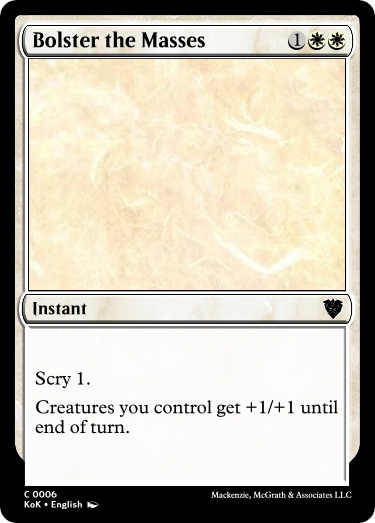 Bolster the Masses 1
Instant
Scry 1.
Creatures you control get +1/+1 until
end of turn.
C 0006
KoK • English
Mackenzie, McGrath & Associates LLC